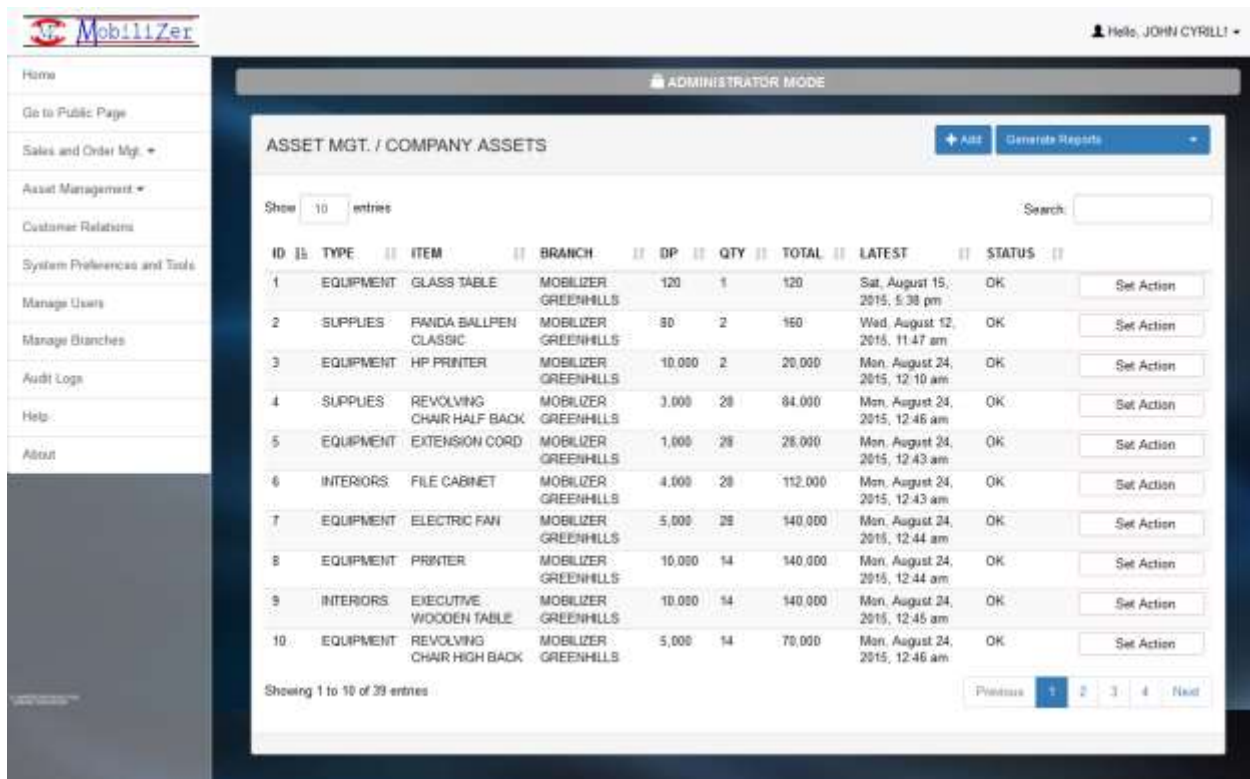 MobiliZer
Hello, JOHN CYRILL! 
Home
Go to Public Page
Sales and Order Mgt.
Asset Management
Customer Relations
System Preferences and Tools
Manage Users
Manage Branches
Audit Logs
Help
About
ADMINISTRATOR MODE
ASSET MGT. / COMPANY ASSETS
+ Add Generate Reports
Show 10 entries
Search:
ID TYPE ITEM BRANCH DP QTY TOTAL LATEST STATUS
1 EQUIPMENT GLASS TABLE MOBILIZER 120 1 120 Sat, August 15, OK Set Action
GREENHILLS 2015, 5:38 pm
2 SUPPLIES PANDA BALLPEN MOBILIZER 80 2 160 Wed, August 12, OK Set Action
CLASSIC GREENHILLS 2015, 11:47 am
3 EQUIPMENT HP PRINTER MOBILIZER 10,000 2 20,000 Mon, August 24, OK Set Action
GREENHILLS 2015, 12:10 am
4 SUPPLIES REVOLVING MOBILIZER 3,000 28 84,000 Mon, August 24, OK Set Action
CHAIR HALF BACK GREENHILLS 2015, 12:46 am
5 EQUIPMENT EXTENSION CORD MOBILIZER 1,000 28 28,000 Mon, August 24, OK Set Action
GREENHILLS 2015, 12:43 am
6 INTERIORS FILE CABINET MOBILIZER 4,000 28 112,000 Mon, August 24, OK Set Action
GREENHILLS 2015, 12:43 am
7 EQUIPMENT ELECTRIC FAN MOBILIZER 5,000 28 140,000 Mon, August 24, OK Set Action
GREENHILLS 2015, 12:44 am
8 EQUIPMENT PRINTER MOBILIZER 10,000 14 140,000 Mon, August 24, OK Set Action
GREENHILLS 2015, 12:44 am
9 INTERIORS EXECUTIVE MOBILIZER 10,000 14 140,000 Mon, August 24, OK Set Action
WOODEN TABLE GREENHILLS 2015, 12:45 am
10 EQUIPMENT REVOLVING MOBILIZER 5,000 14 70,000 Mon, August 24, OK Set Action
CHAIR HIGH BACK GREENHILLS 2015, 12:46 am
Showing 1 to 10 of 39 entries
Previous 1 2 3 4 Next